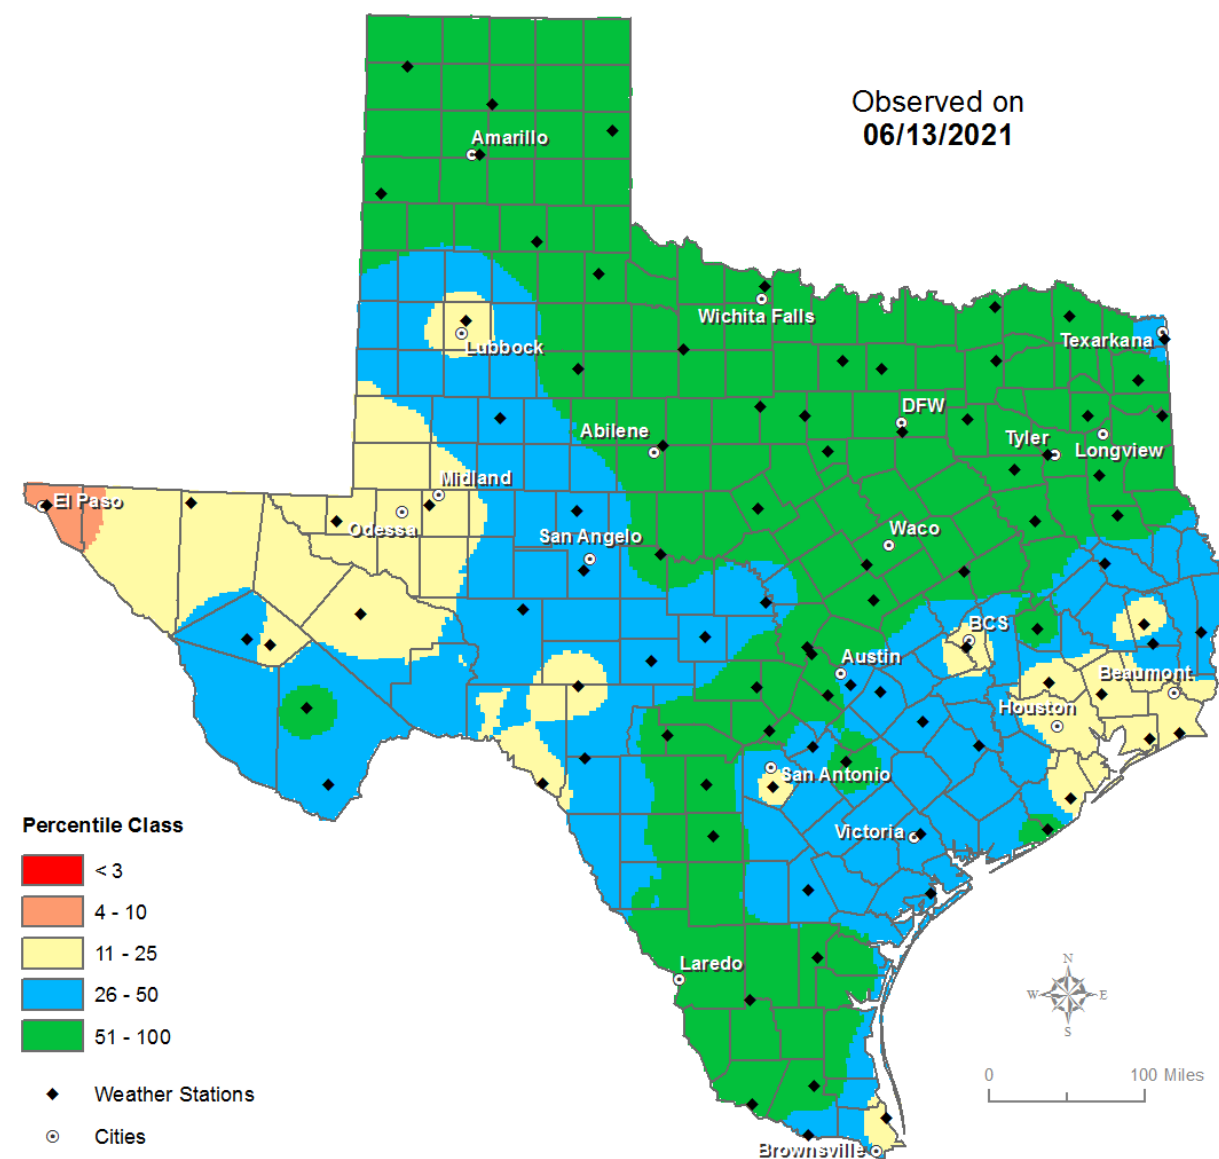 Observed on
06/13/2021
Amarillo
Wichita Falls
Lubbock
Texarkana
DFW
Abilene
Tyler
Longview
Midland
El Paso
Odessa
San Angelo
Waco
BCS
Austin
Beaumont
Houston
San Antonio
Victoria
Percentile Class
< 3
4 - 10
11 - 25
26 - 50
51 - 100
Weather Stations
Cities
Laredo
Brownsville
N
W
E
S
0
100 Miles